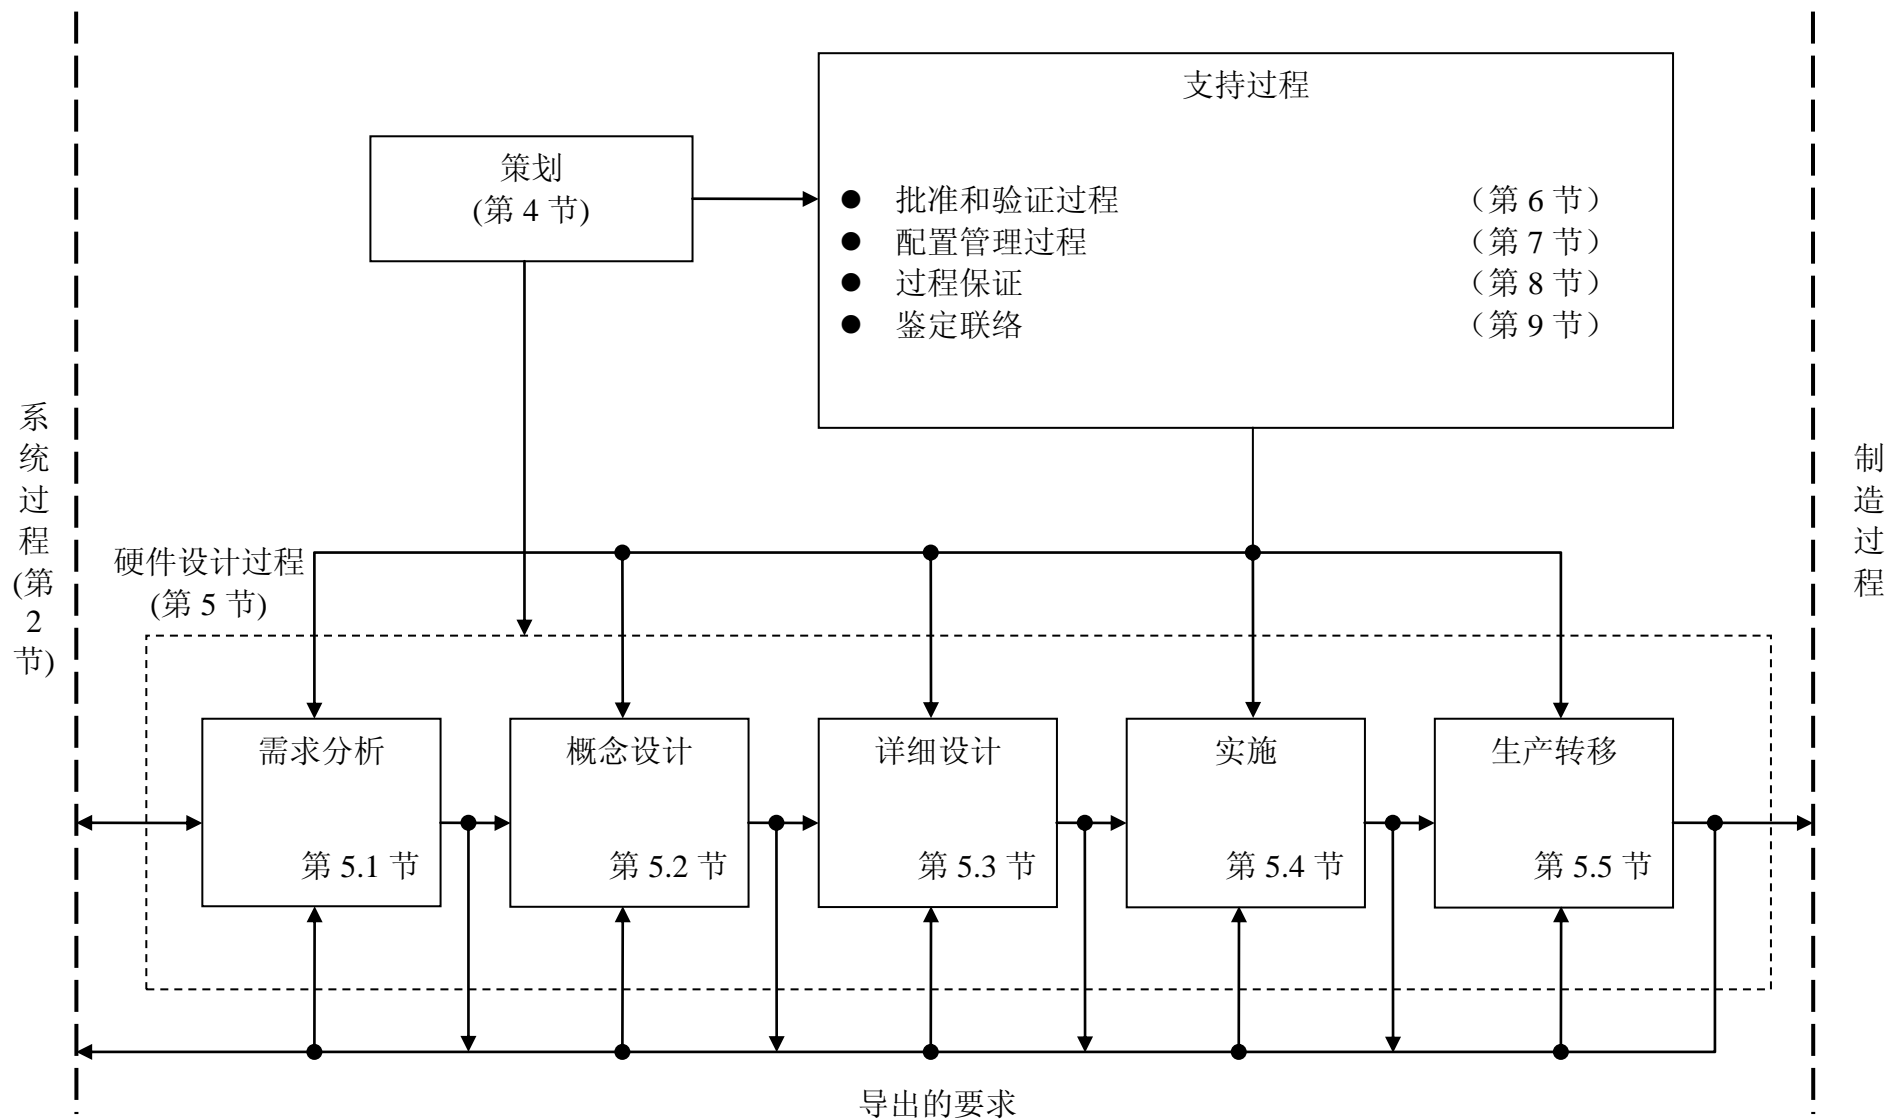 支持过程
策划
(第 4 节)
● 批准和验证过程 （第 6 节）
● 配置管理过程 （第 7 节）
● 过程保证 （第 8 节）
● 鉴定联络 （第 9 节）
系
统
过
程
(第
2
节)
制
造
过
程
硬件设计过程
(第 5 节)
需求分析
第 5.1 节
概念设计
第 5.2 节
详细设计
第 5.3 节
实施
第 5.4 节
生产转移
第 5.5 节
导出的要求